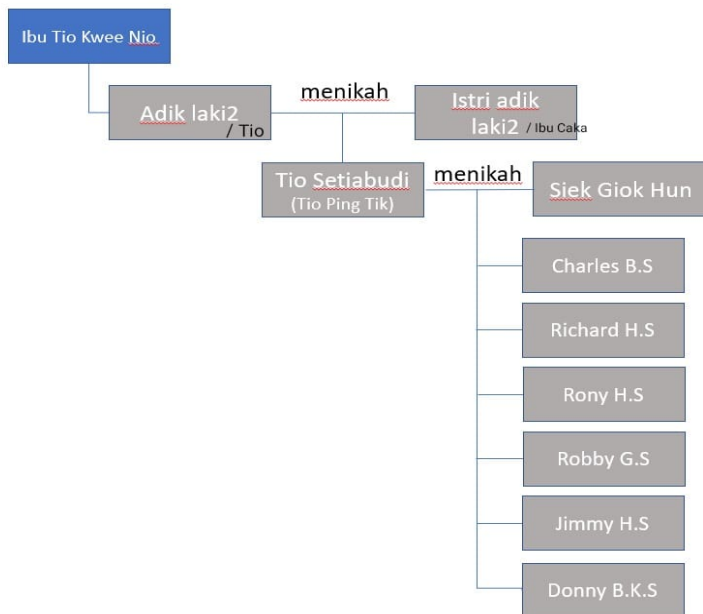 Ibu Tio Kwee Nio
Adik laki2
/ Tio
menikah
Istri adik
laki2 / Ibu Caka
Tio Setiabudi
(Tio Ping Tik)
menikah
Siek Giok Hun
Charles B.S
Richard H.S
Rony H.S
Robby G.S
Jimmy H.S
Donny B.K.S